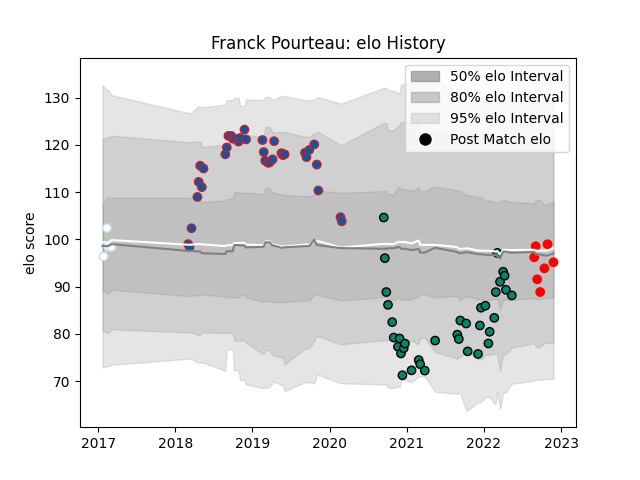 Franck Pourteau: elo History
50% elo Interval
80% elo Interval
95% elo Interval
Post Match elo
elo score
130
120
110
100
90
80
70
2017 2018 2019 2020 2021 2022 2023